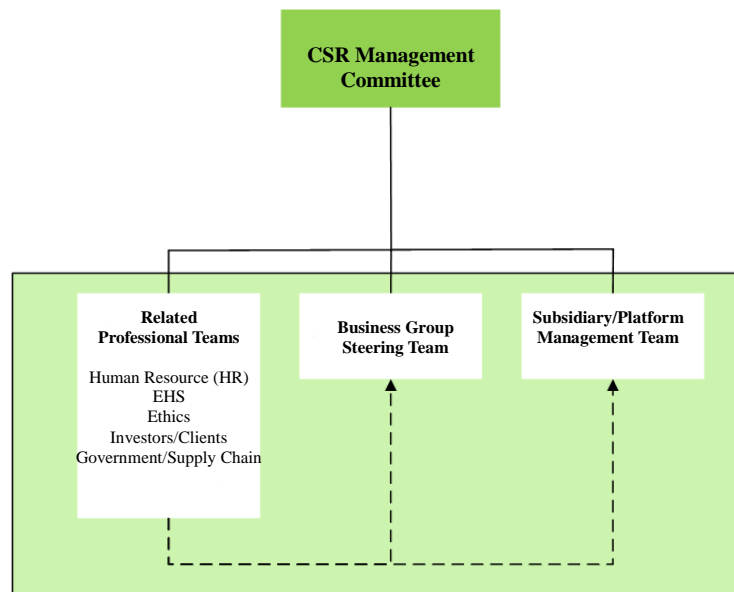 CSR Management
Committee
Related
Professional Teams
Human Resource (HR)
EHS
Ethics
Investors/Clients
Government/Supply Chain
Business Group
Steering Team
Subsidiary/Platform
Management Team